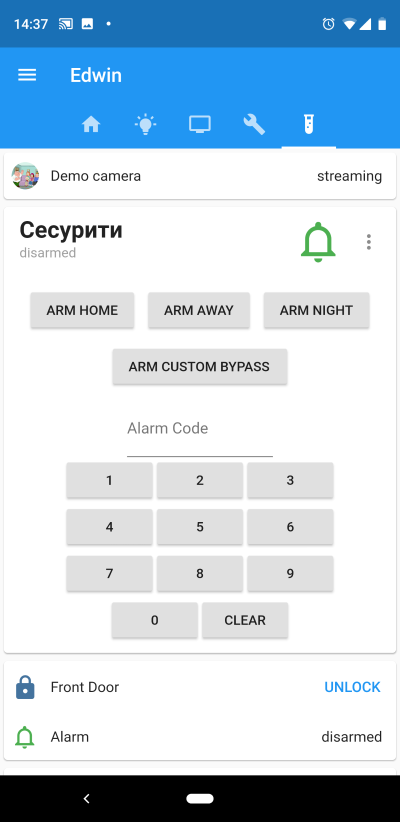 14:37
Edwin
Demo camera streaming
Сесурити
disarmed
ARM HOME ARM AWAY ARM NIGHT
ARM CUSTOM BYPASS
Alarm Code
1 2 3
4 5 6
7 8 9
0 CLEAR
Front Door UNLOCK
Alarm disarmed